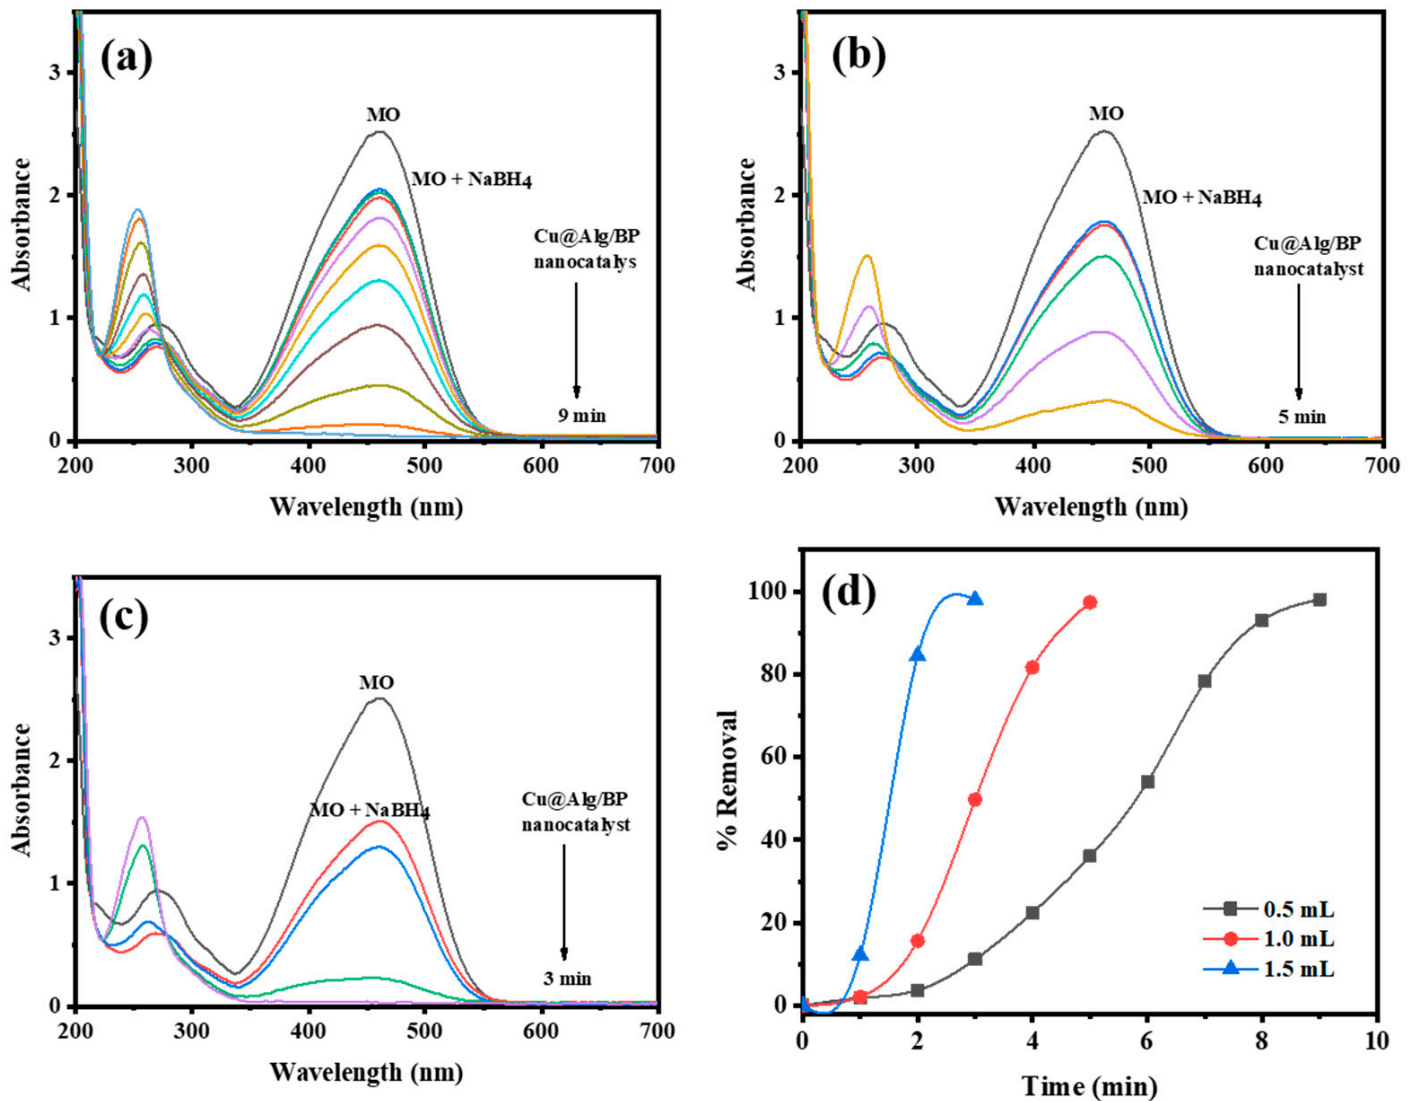 (a)
3
2
1
0
Absorbance
MO
MO + NaBH4
Cu@Alg/BP
nanocatalys
9 min
200 300 400 500 600 700
Wavelength (nm)
(b)
3
2
1
0
Absorbance
MO
MO + NaBH4
Cu@Alg/BP
nanocatalyst
5 min
200 300 400 500 600 700
Wavelength (nm)
(c)
3
2
1
0
Absorbance
MO
MO + NaBH4
Cu@Alg/BP
nanocatalyst
3 min
200 300 400 500 600 700
Wavelength (nm)
(d)
100
80
60
40
20
0
% Removal
0.5 mL
1.0 mL
1.5 mL
0 2 4 6 8 10
Time (min)